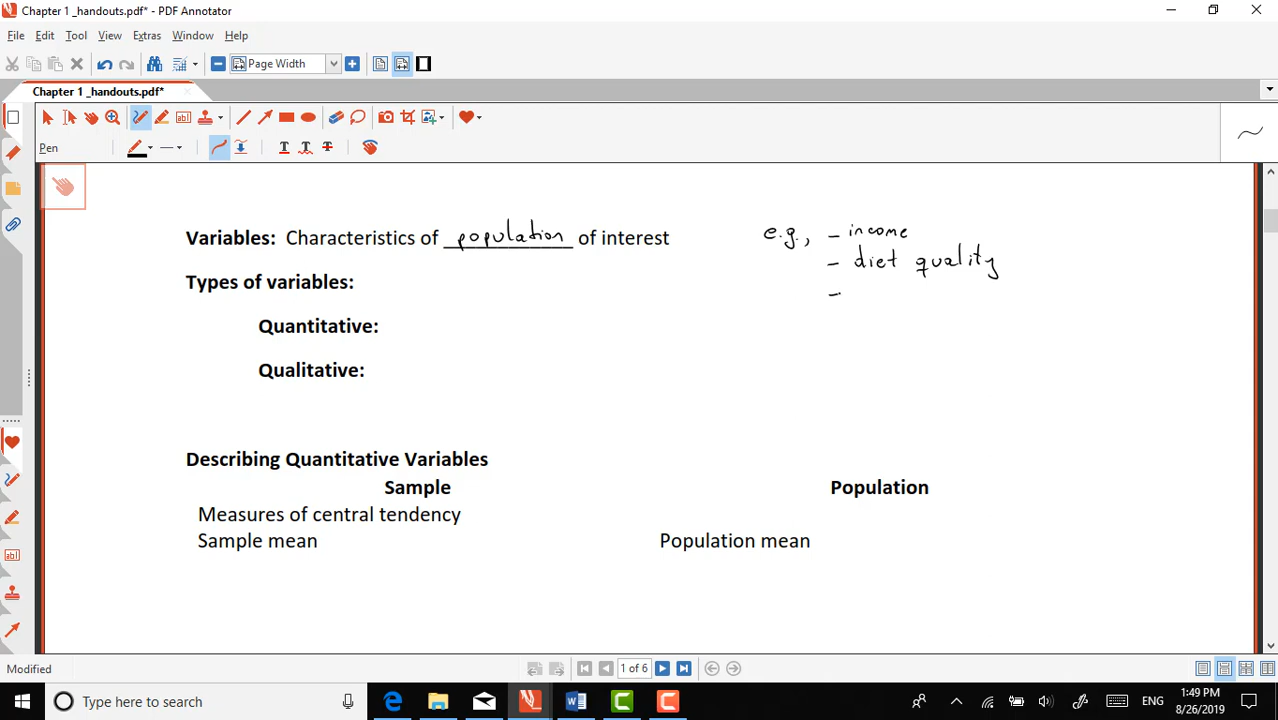 Chapter 1 _handouts.pdf* - PDF Annotator
File Edit Tool View Extras Window Help
Page Width
Chapter 1 _handouts.pdf*
Pen
Variables: Characteristics of population of interest e.g., - income
- diet quality
Types of variables:
-
Quantitative:
Qualitative:
Describing Quantitative Variables
Sample Population
Measures of central tendency
Sample mean Population mean
Modified 1 of 6
Type here to search ENG 1:49 PM
8/26/2019